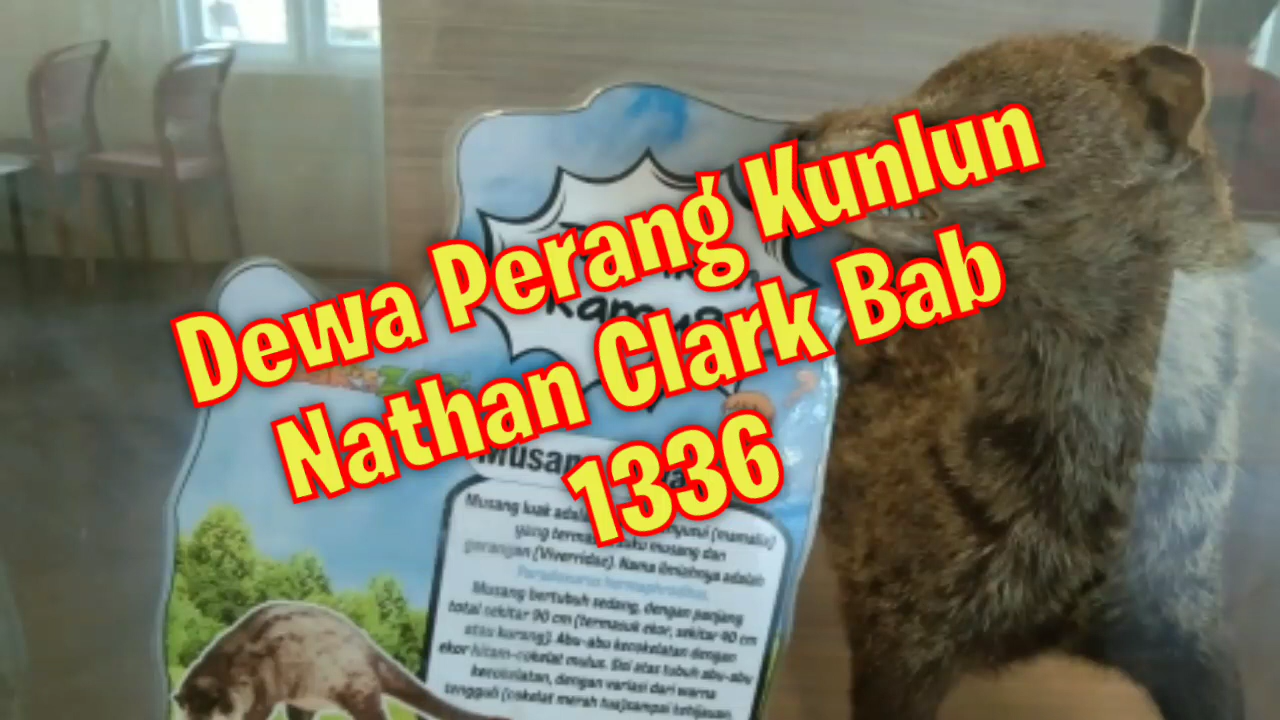 Dewa Perang Kunlun
Nathan Clark Bab
1336
Musang luak adalah
yang termasuk suku musang dan
garangan (Viverridae). Nama ilmiahnya adalah
Paradoxurus hermaphroditus.
Musang bertubuh sedang, dengan panjang
total sekitar 90 cm (termasuk ekor, sekitar 40 cm
atau kurang). Abu-abu kecokelatan dengan
ekor hitam-cokelat mulus. Sisi atas tubuh abu-abu
kecokelatan, dengan variasi dari warna
tengguli (cokelat merah tua)sampai kehijauan